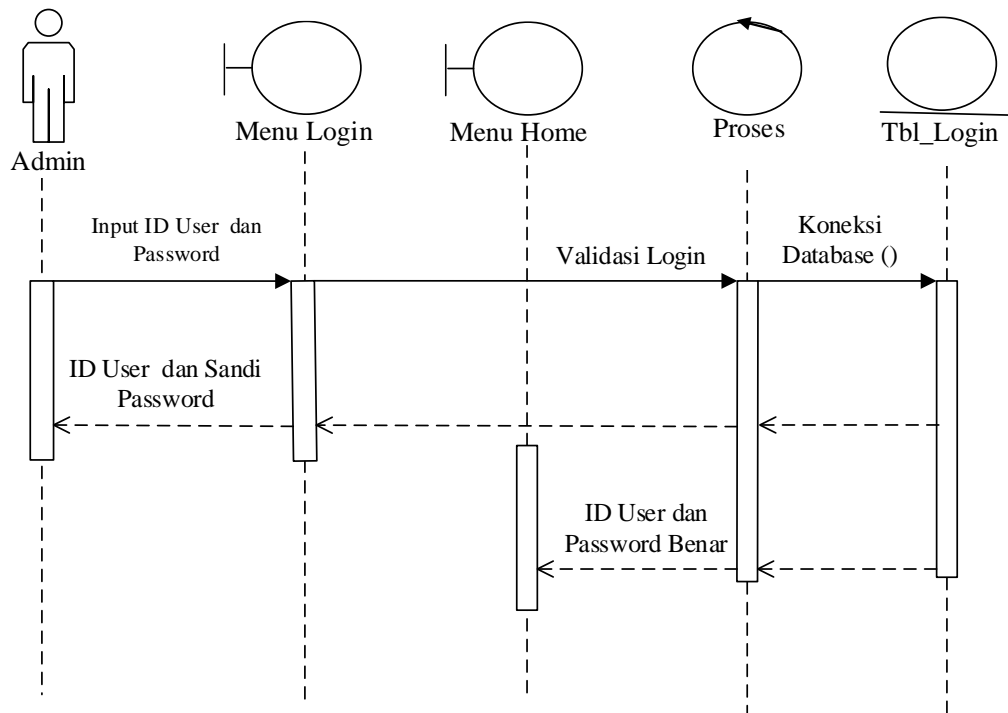 Admin
Menu Login
Menu Home
Proses
Tbl_Login
Input ID User dan
Password
Validasi Login
Koneksi
Database ()
ID User dan Sandi
Password
ID User dan
Password Benar